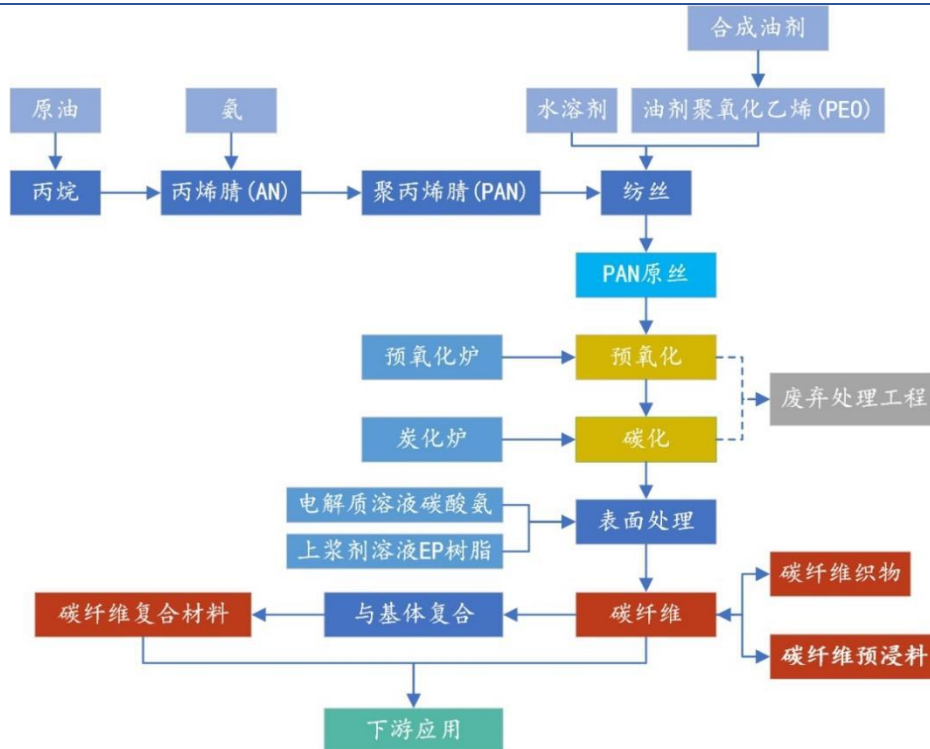 合成油剂
原油
氨
水溶剂
油剂聚氧化乙烯(PEO)
丙烷
丙烯腈(AN)
聚丙烯腈(PAN)
纺丝
PAN原丝
预氧化炉
预氧化
废弃处理工程
炭化炉
碳化
电解质溶液碳酸氨
表面处理
上浆剂溶液EP树脂
碳纤维织物
碳纤维复合材料
与基体复合
碳纤维
碳纤维预浸料
下游应用